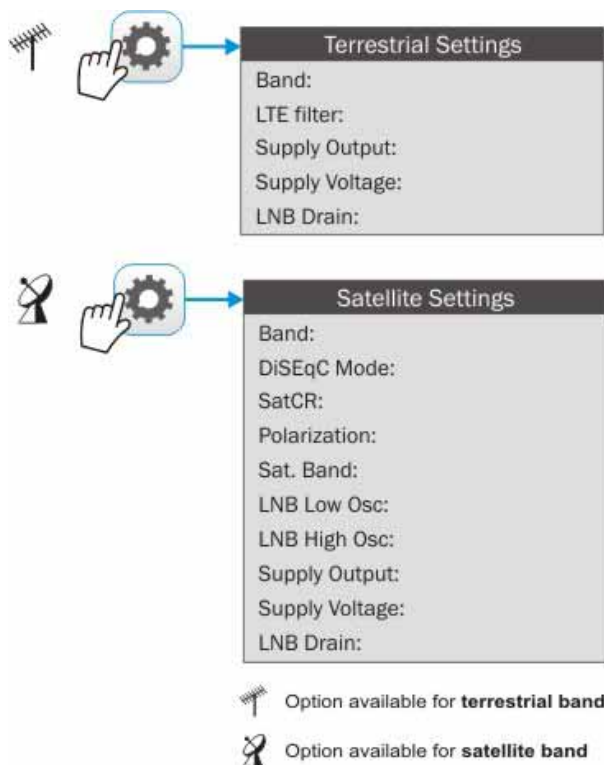 Terrestrial Settings
Band:
LTE filter:
Supply Output:
Supply Voltage:
LNB Drain:
Satellite Settings
Band:
DiSEqC Mode:
SatCR:
Polarization:
Sat. Band:
LNB Low Osc:
LNB High Osc:
Supply Output:
Supply Voltage:
LNB Drain:
Option available for terrestrial band
Option available for satellite band